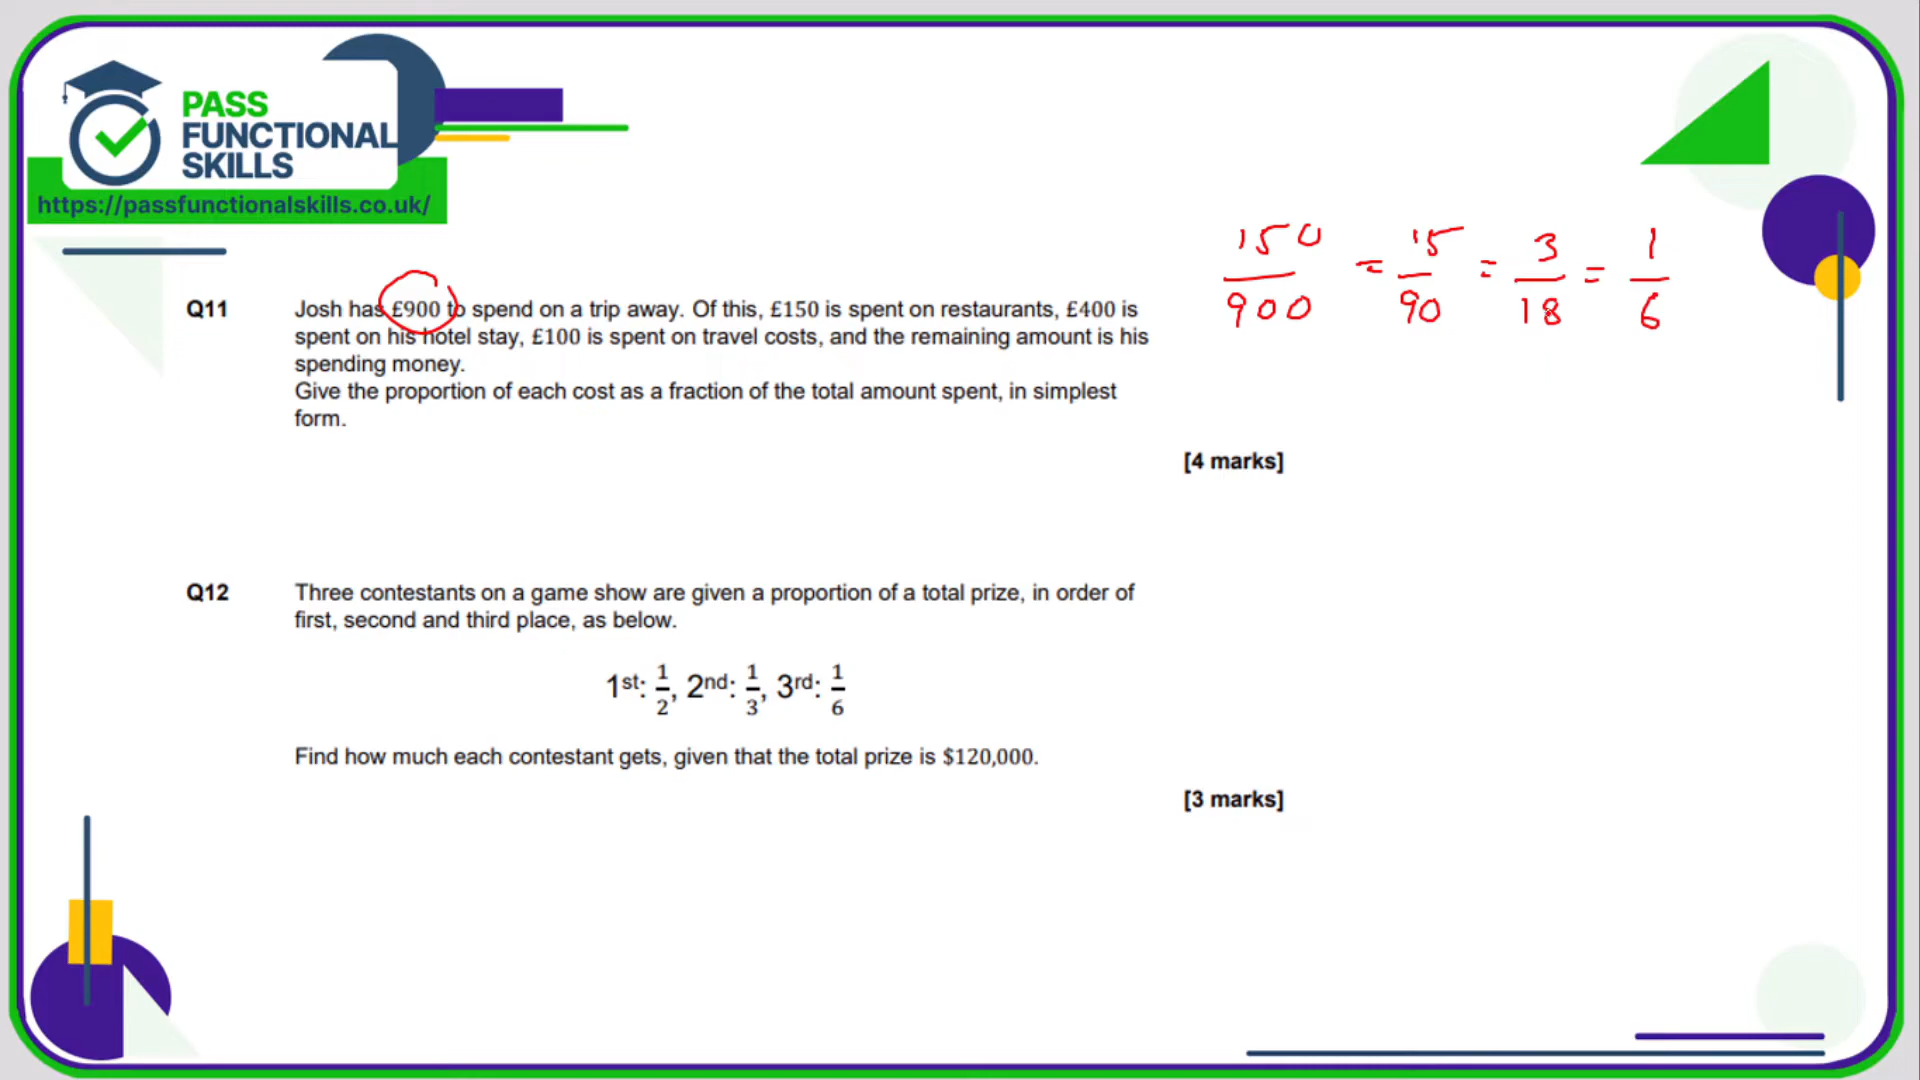 PASS
FUNCTIONAL
SKILLS
https://passfunctionalskills.co.uk/
150/900 = 15/90 = 3/18 = 1/6
Q11 Josh has £900 to spend on a trip away. Of this, £150 is spent on restaurants, £400 is
spent on his hotel stay, £100 is spent on travel costs, and the remaining amount is his
spending money.
Give the proportion of each cost as a fraction of the total amount spent, in simplest
form.
[4 marks]
Q12 Three contestants on a game show are given a proportion of a total prize, in order of
first, second and third place, as below.
1st: 1/2, 2nd: 1/3, 3rd: 1/6
Find how much each contestant gets, given that the total prize is $120,000.
[3 marks]